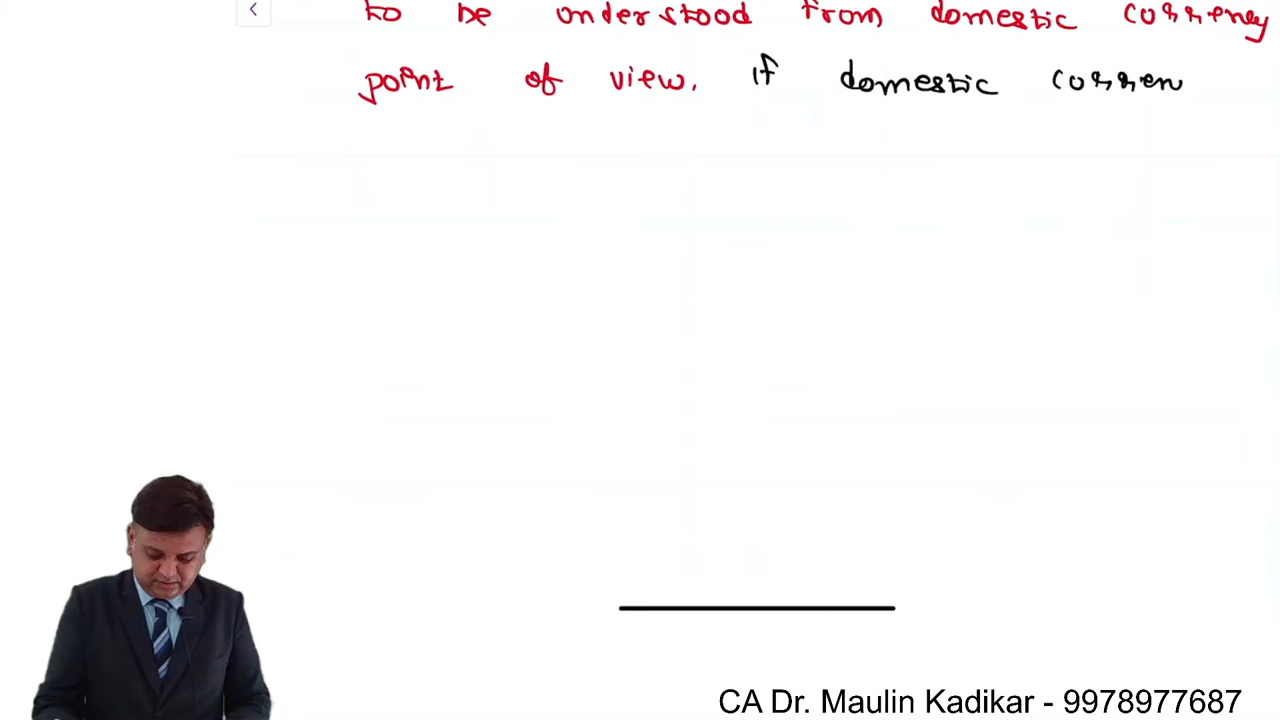 to be understood from domestic currency
point of view. if domestic curren
CA Dr. Maulin Kadikar - 9978977687